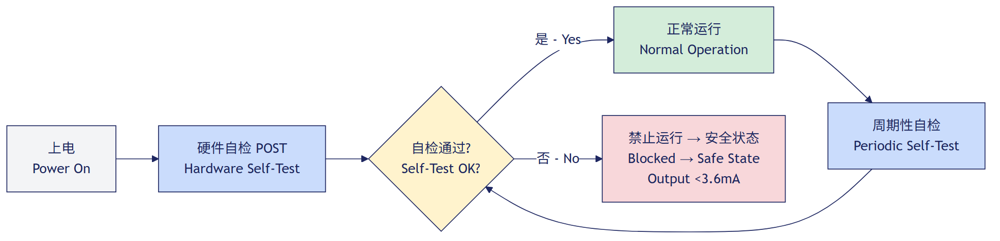 上电
Power On
硬件自检 POST
Hardware Self-Test
自检通过?
Self-Test OK?
是 - Yes
正常运行
Normal Operation
否 - No
禁止运行 → 安全状态
Blocked → Safe State
Output <3.6mA
周期性自检
Periodic Self-Test